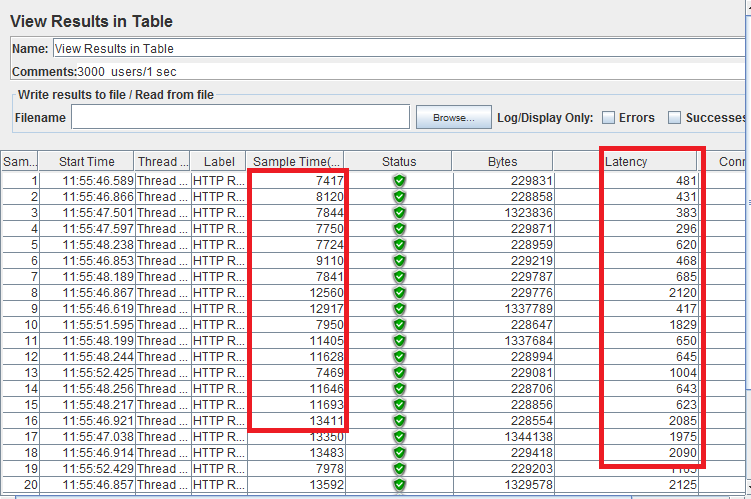 View Results in Table
Name: View Results in Table
Comments: 3000 users/1 sec
Write results to file / Read from file
Filename Browse... Log/Display Only: Errors Successes
Sam... Start Time Thread ... Label Sample Time(... Status Bytes Latency Conn
1 11:55:46.589 Thread ... HTTP R... 7417 229831 481
2 11:55:46.866 Thread ... HTTP R... 8120 228858 431
3 11:55:47.501 Thread ... HTTP R... 7844 1323836 383
4 11:55:47.597 Thread ... HTTP R... 7750 229871 296
5 11:55:48.238 Thread ... HTTP R... 7724 228959 620
6 11:55:46.853 Thread ... HTTP R... 9110 229219 468
7 11:55:48.189 Thread ... HTTP R... 7841 229787 685
8 11:55:46.867 Thread ... HTTP R... 12560 229776 2120
9 11:55:46.619 Thread ... HTTP R... 12917 1337789 417
10 11:55:51.595 Thread ... HTTP R... 7950 228647 1829
11 11:55:48.199 Thread ... HTTP R... 11405 1337684 650
12 11:55:48.244 Thread ... HTTP R... 11628 228994 645
13 11:55:52.425 Thread ... HTTP R... 7469 229081 1004
14 11:55:48.256 Thread ... HTTP R... 11646 228706 643
15 11:55:48.217 Thread ... HTTP R... 11693 228856 623
16 11:55:46.921 Thread ... HTTP R... 13411 228554 2085
17 11:55:47.038 Thread ... HTTP R... 13350 1344138 1975
18 11:55:46.914 Thread ... HTTP R... 13483 229418 2090
19 11:55:52.429 Thread ... HTTP R... 7978 229203
20 11:55:46.857 Thread ... HTTP R... 13592 1329578 2125